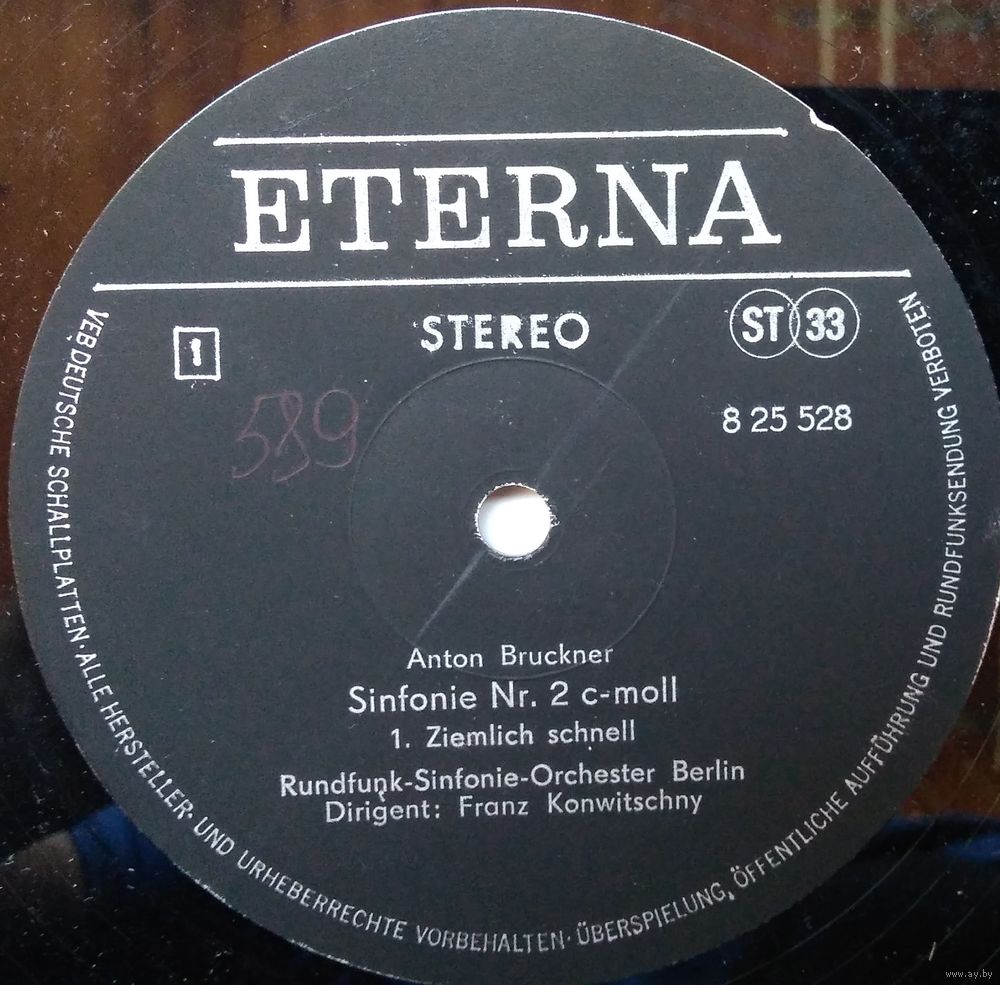 ETERNA
1
STEREO
ST 33
589
8 25 528
Anton Bruckner
Sinfonie Nr. 2 c-moll
1. Ziemlich schnell
Rundfunk-Sinfonie-Orchester Berlin
Dirigent: Franz Konwitschny
VEB DEUTSCHE SCHALLPLATTEN · ALLE HERSTELLER- UND URHEBERRECHTE VORBEHALTEN · ÜBERSPIELUNG, ÖFFENTLICHE AUFFÜHRUNG UND RUNDFUNKSENDUNG VERBOTEN
www.ay.by